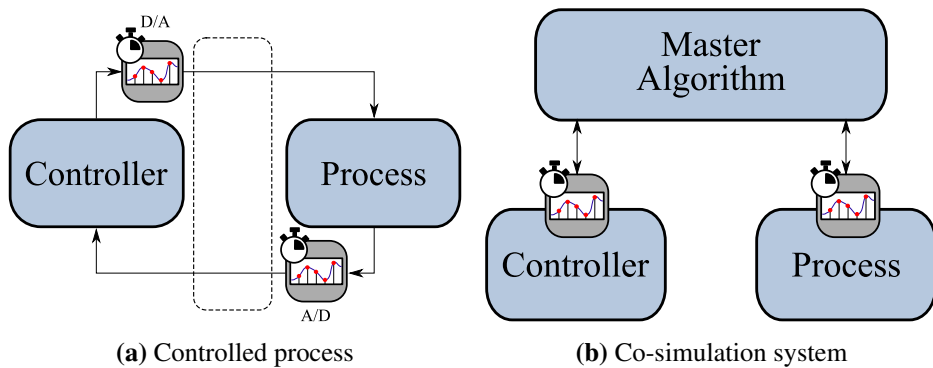 D/A
Controller
Process
A/D
(a) Controlled process
Master
Algorithm
Controller
Process
(b) Co-simulation system